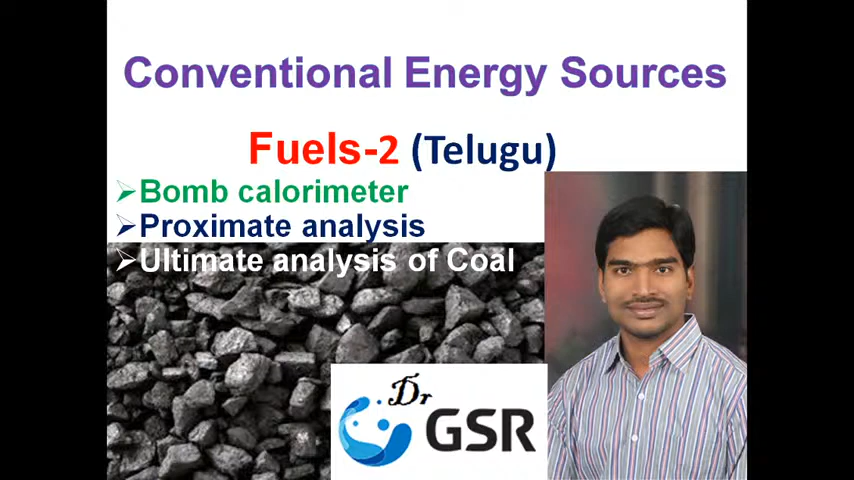 Conventional Energy Sources
Fuels-2 (Telugu)
➢Bomb calorimeter
➢Proximate analysis
➢Ultimate analysis of Coal
Dr
GSR